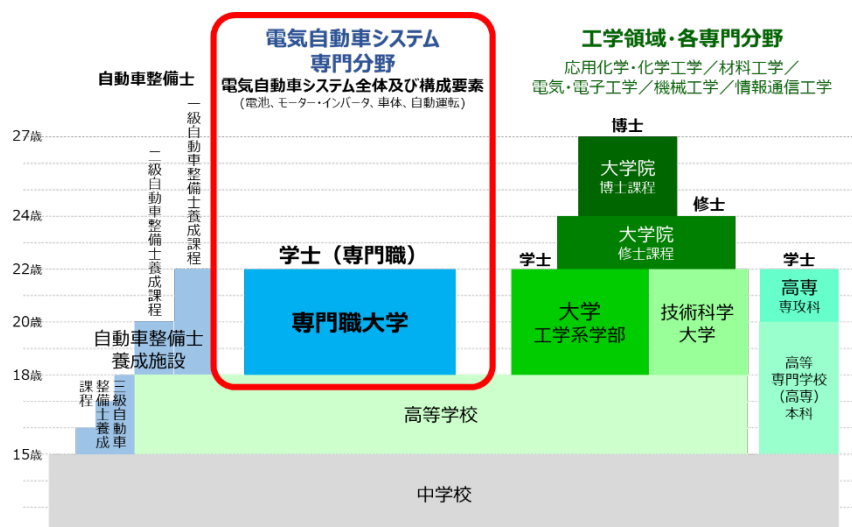 電気自動車システム
専門分野
電気自動車システム全体及び構成要素
(電池、モーター・インバータ、車体、自動運転)
工学領域・各専門分野
応用化学・化学工学／材料工学／
電気・電子工学／機械工学／情報通信工学
自動車整備士
一級自動車整備士養成課程
二級自動車整備士養成課程
27歳
24歳
22歳
20歳
18歳
15歳
博士
大学院
博士課程
修士
大学院
修士課程
学士（専門職）
専門職大学
学士
大学
工学系学部
技術科学
大学
学士
高専
専攻科
自動車整備士
養成施設
三級自動車
整備士養成
課程
高等学校
高等
専門学校
（高専）
本科
中学校